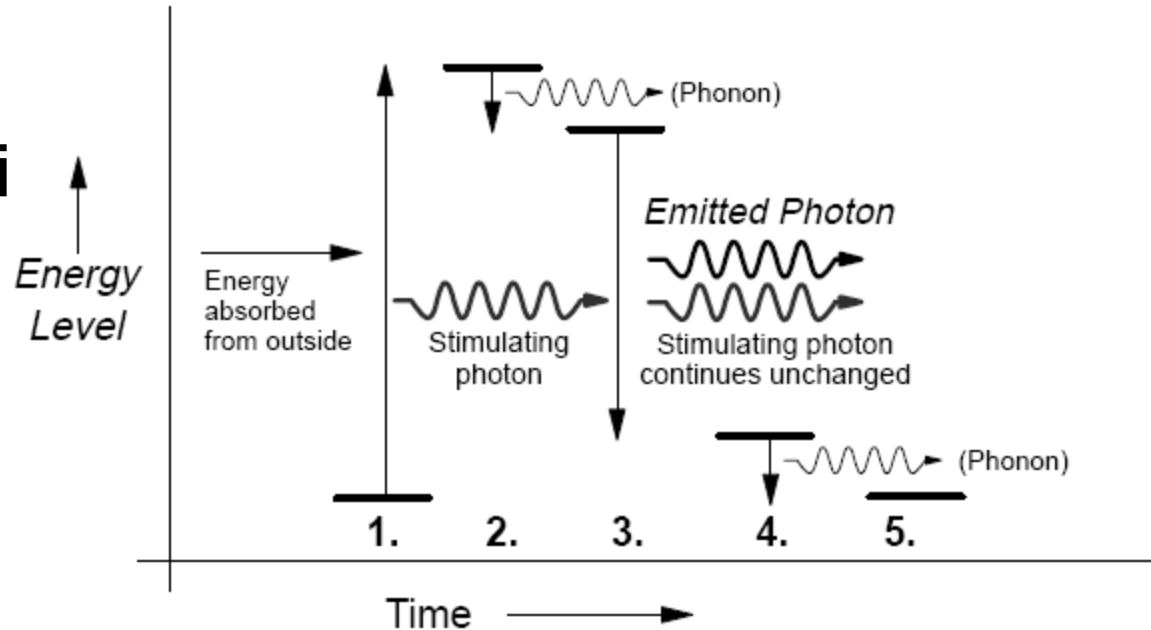 i
(Phonon)
Emitted Photon
Energy
Level
Energy
absorbed
from outside
Stimulating
photon
Stimulating photon
continues unchanged
(Phonon)
1. 2. 3. 4. 5.
Time